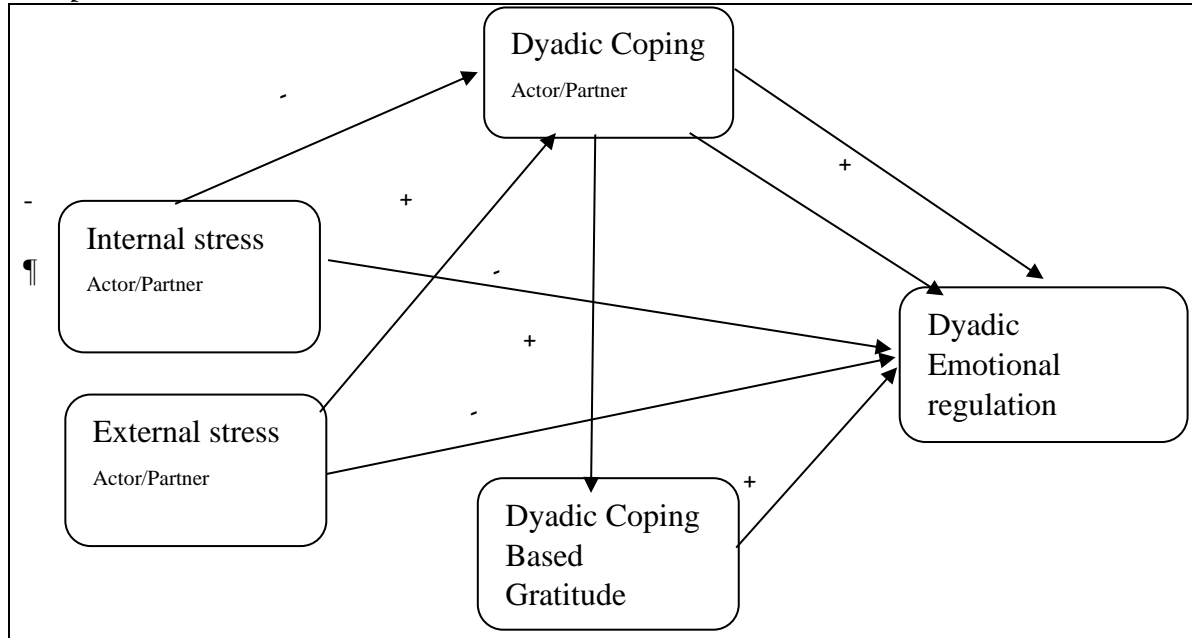 Dyadic Coping
Actor/Partner
-
+
-
+
Internal stress
Actor/Partner
¶
-
+
Dyadic
Emotional
regulation
External stress
Actor/Partner
-
+
Dyadic Coping
Based
Gratitude